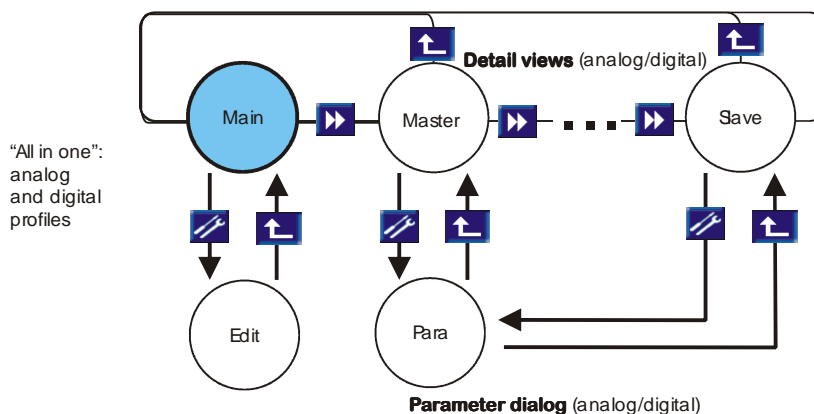 Detail views (analog/digital)
Main
Master
Slave
"All in one":
analog
and digital
profiles
Edit
Para
Parameter dialog (analog/digital)